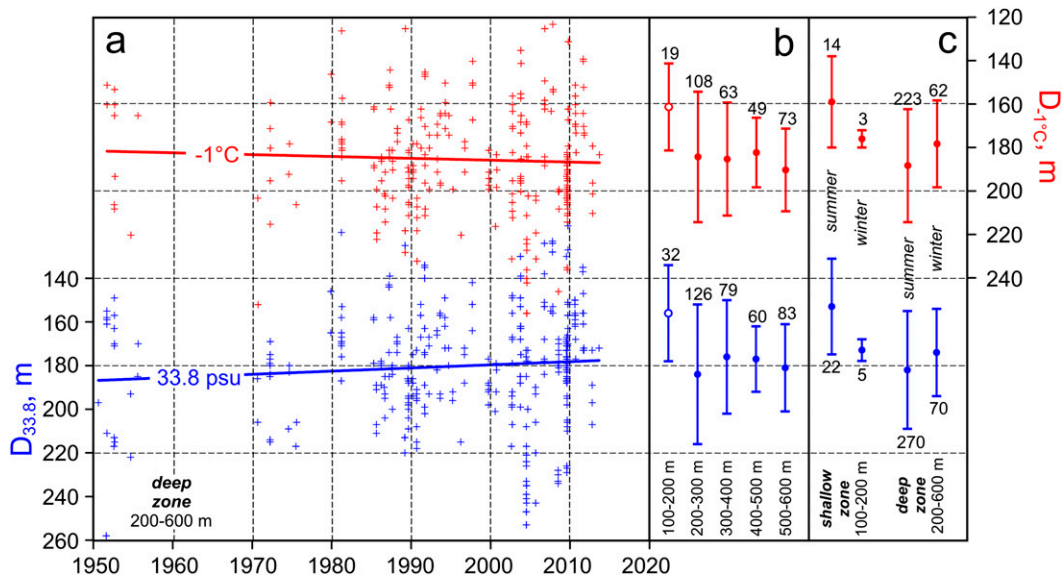 a
b
c
120
140
160
180
200
220
240
D-1°C, m
-1°C
140
160
180
200
220
240
260
D33.8, m
33.8 psu
deep
zone
200-600 m
1950
1960
1970
1980
1990
2000
2010
2020
19
108
63
49
73
32
126
79
60
83
100-200 m
200-300 m
300-400 m
400-500 m
500-600 m
14
3
223
62
summer
winter
summer
winter
22
5
270
70
shallow
zone
100-200 m
deep
zone
200-600 m